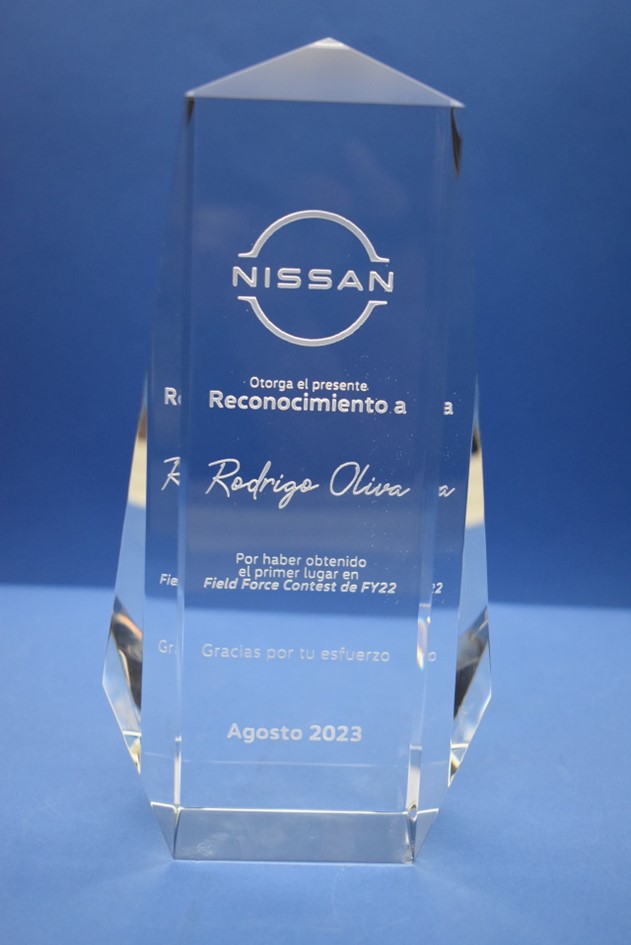 NISSAN
Otorga el presente
Reconocimiento a
Rodrigo Oliva
Por haber obtenido
el primer lugar en
Field Force Contest de FY22
Gracias por tu esfuerzo
Agosto 2023